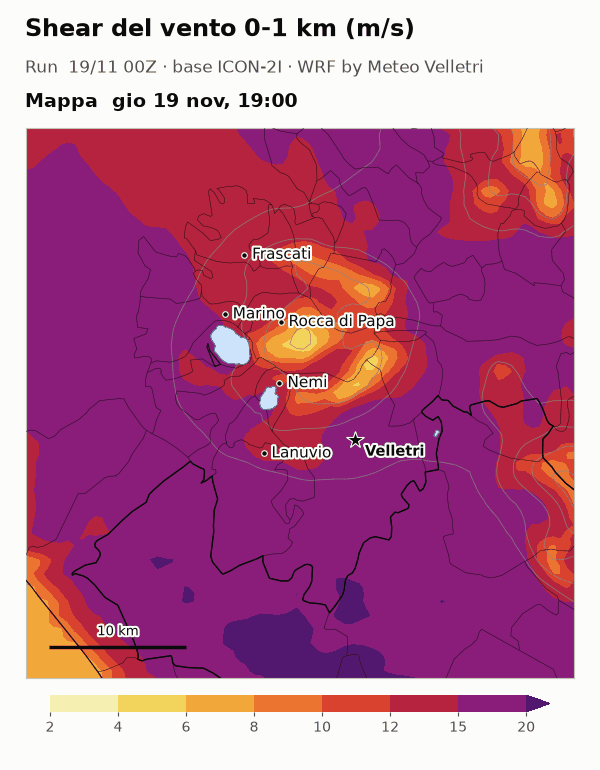 Shear del vento 0-1 km (m/s)
Run  19/11 00Z · base ICON-2I · WRF by Meteo Velletri
Mappa  gio 19 nov, 19:00
Frascati
Marino
Rocca di Papa
Nemi
Velletri
Lanuvio
10 km
2 4 6 8 10 12 15 20